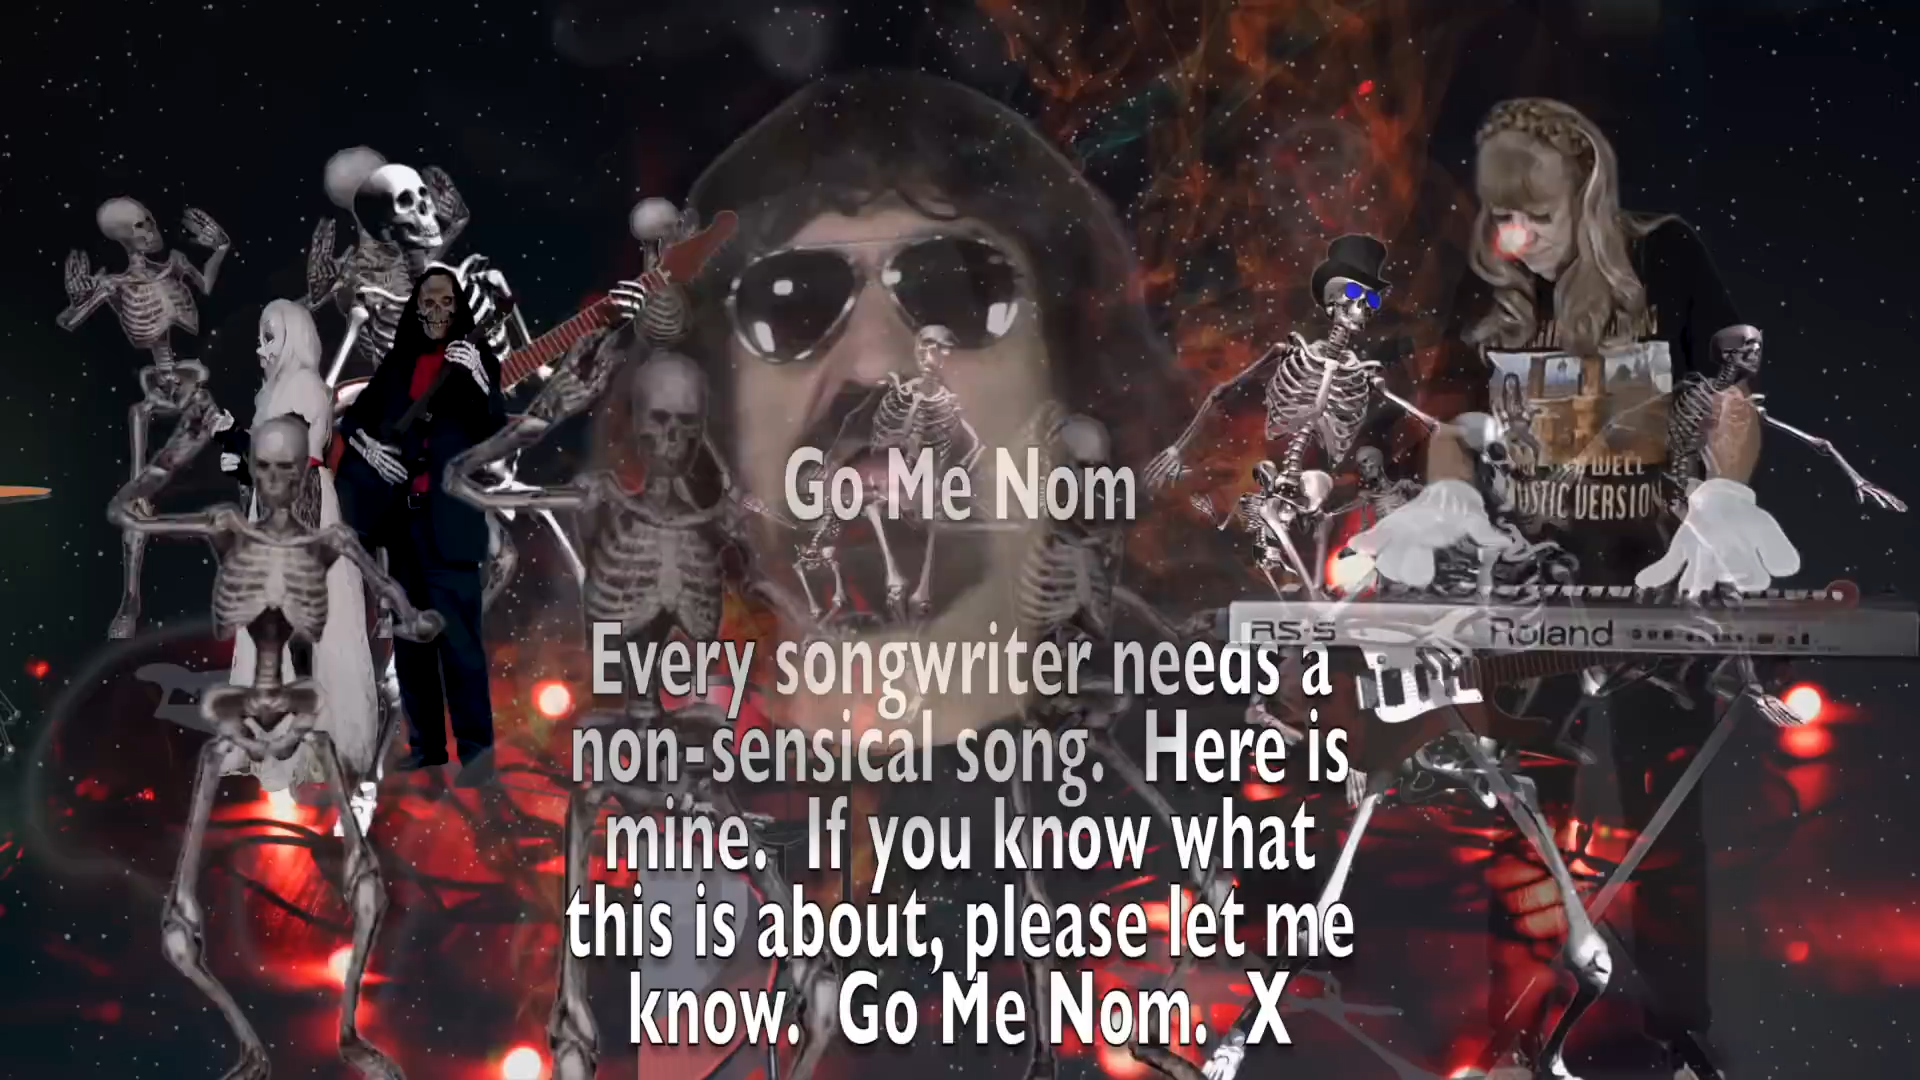 Go Me Nom
RS-5
Roland
Every songwriter needs a
non-sensical song.  Here is
mine.  If you know what
this is about, please let me
know.  Go Me Nom.  X